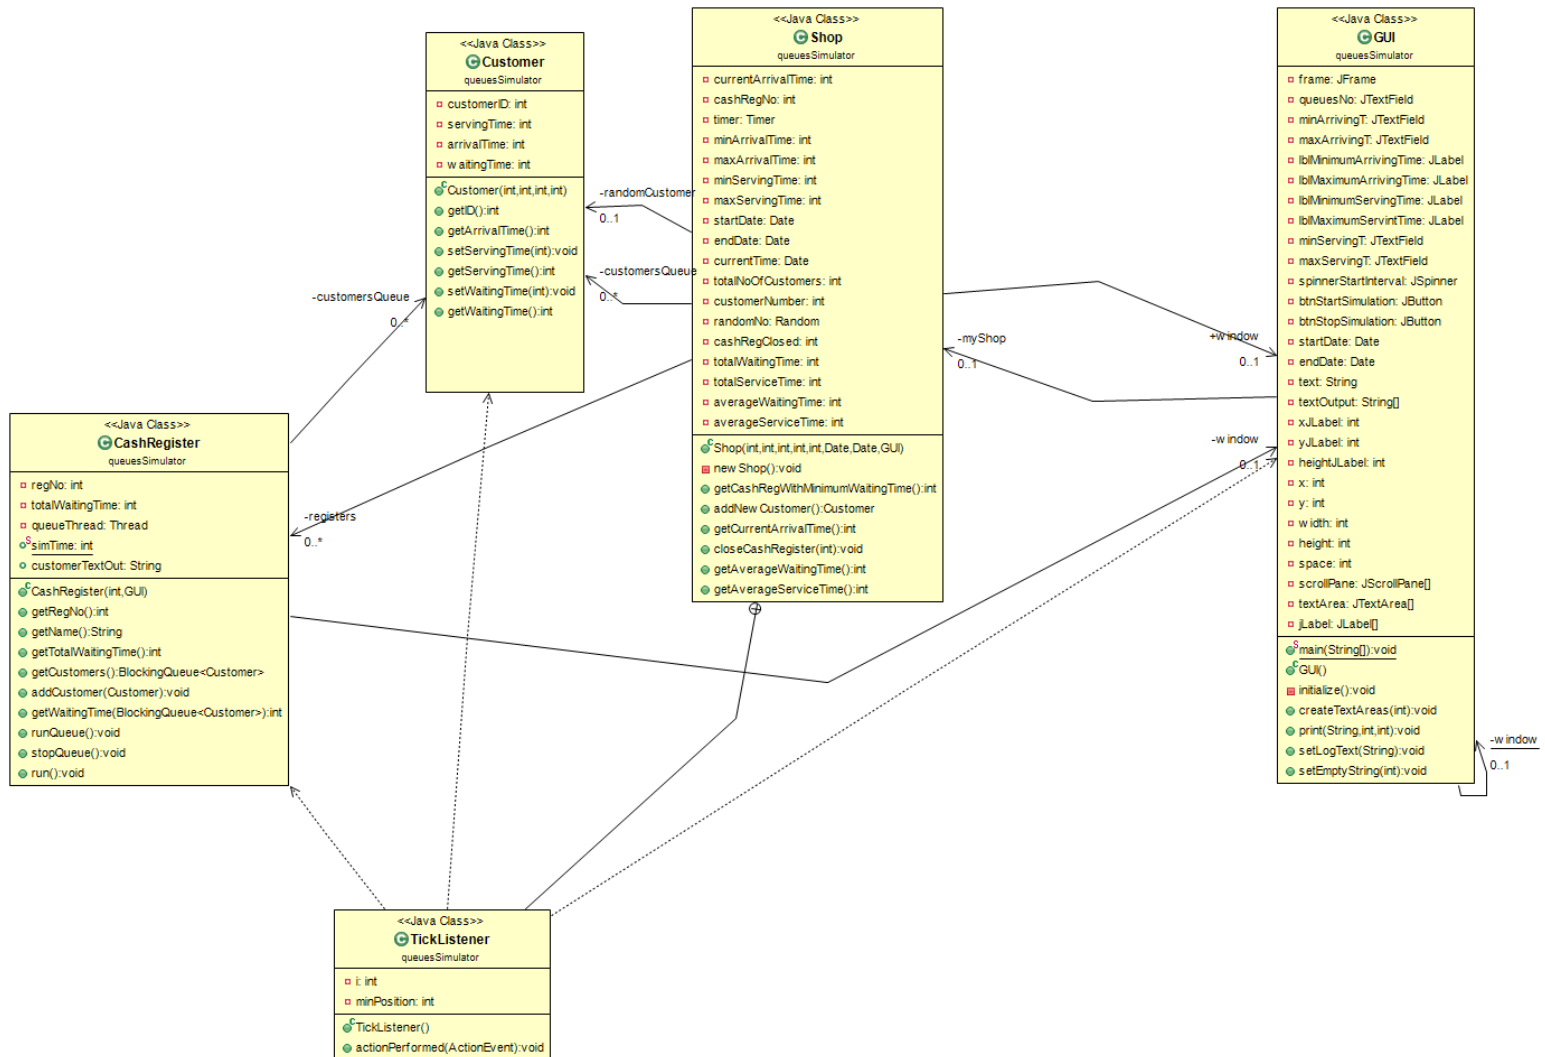 <<Java Class>>
Customer
queuesSimulator
customerID: int
servingTime: int
arrivalTime: int
waitingTime: int
Customer(int,int,int,int)
getID():int
getArrivalTime():int
setServingTime(int):void
getServingTime():int
setWaitingTime(int):void
getWaitingTime():int
<<Java Class>>
Shop
queuesSimulator
currentArrivalTime: int
cashRegNo: int
timer: Timer
minArrivalTime: int
maxArrivalTime: int
minServingTime: int
maxServingTime: int
startDate: Date
endDate: Date
currentTime: Date
totalNoOfCustomers: int
customerNumber: int
randomNo: Random
cashRegClosed: int
totalWaitingTime: int
totalServiceTime: int
averageWaitingTime: int
averageServiceTime: int
Shop(int,int,int,int,int,Date,Date,GUI)
newShop():void
getCashRegWithMinimumWaitingTime():int
addNewCustomer():Customer
getCurrentArrivalTime():int
closeCashRegister(int):void
getAverageWaitingTime():int
getAverageServiceTime():int
<<Java Class>>
GUI
queuesSimulator
frame: JFrame
queuesNo: JTextField
minArrivingT: JTextField
maxArrivingT: JTextField
lblMinimumArrivingTime: JLabel
lblMaximumArrivingTime: JLabel
lblMinimumServingTime: JLabel
lblMaximumServintTime: JLabel
minServingT: JTextField
maxServingT: JTextField
spinnerStartInterval: JSpinner
btnStartSimulation: JButton
btnStopSimulation: JButton
startDate: Date
endDate: Date
text: String
textOutput: String[]
xJLabel: int
yJLabel: int
heightJLabel: int
x: int
y: int
width: int
height: int
space: int
scrollPane: JScrollPane[]
textArea: JTextArea[]
jLabel: JLabel[]
main(String[]):void
GUI()
initialize():void
createTextAreas(int):void
print(String,int,int):void
setLogText(String):void
setEmptyString(int):void
-randomCustomer
0..1
-customersQueue
0..*
-customersQueue
0..*
-myShop
0..1
+window
0..1
-window
0..1
-registers
0..*
-window
0..1
<<Java Class>>
CashRegister
queuesSimulator
regNo: int
totalWaitingTime: int
queueThread: Thread
simTime: int
customerTextOut: String
CashRegister(int,GUI)
getRegNo():int
getName():String
getTotalWaitingTime():int
getCustomers():BlockingQueue<Customer>
addCustomer(Customer):void
getWaitingTime(BlockingQueue<Customer>):int
runQueue():void
stopQueue():void
run():void
<<Java Class>>
TickListener
queuesSimulator
i: int
minPosition: int
TickListener()
actionPerformed(ActionEvent):void